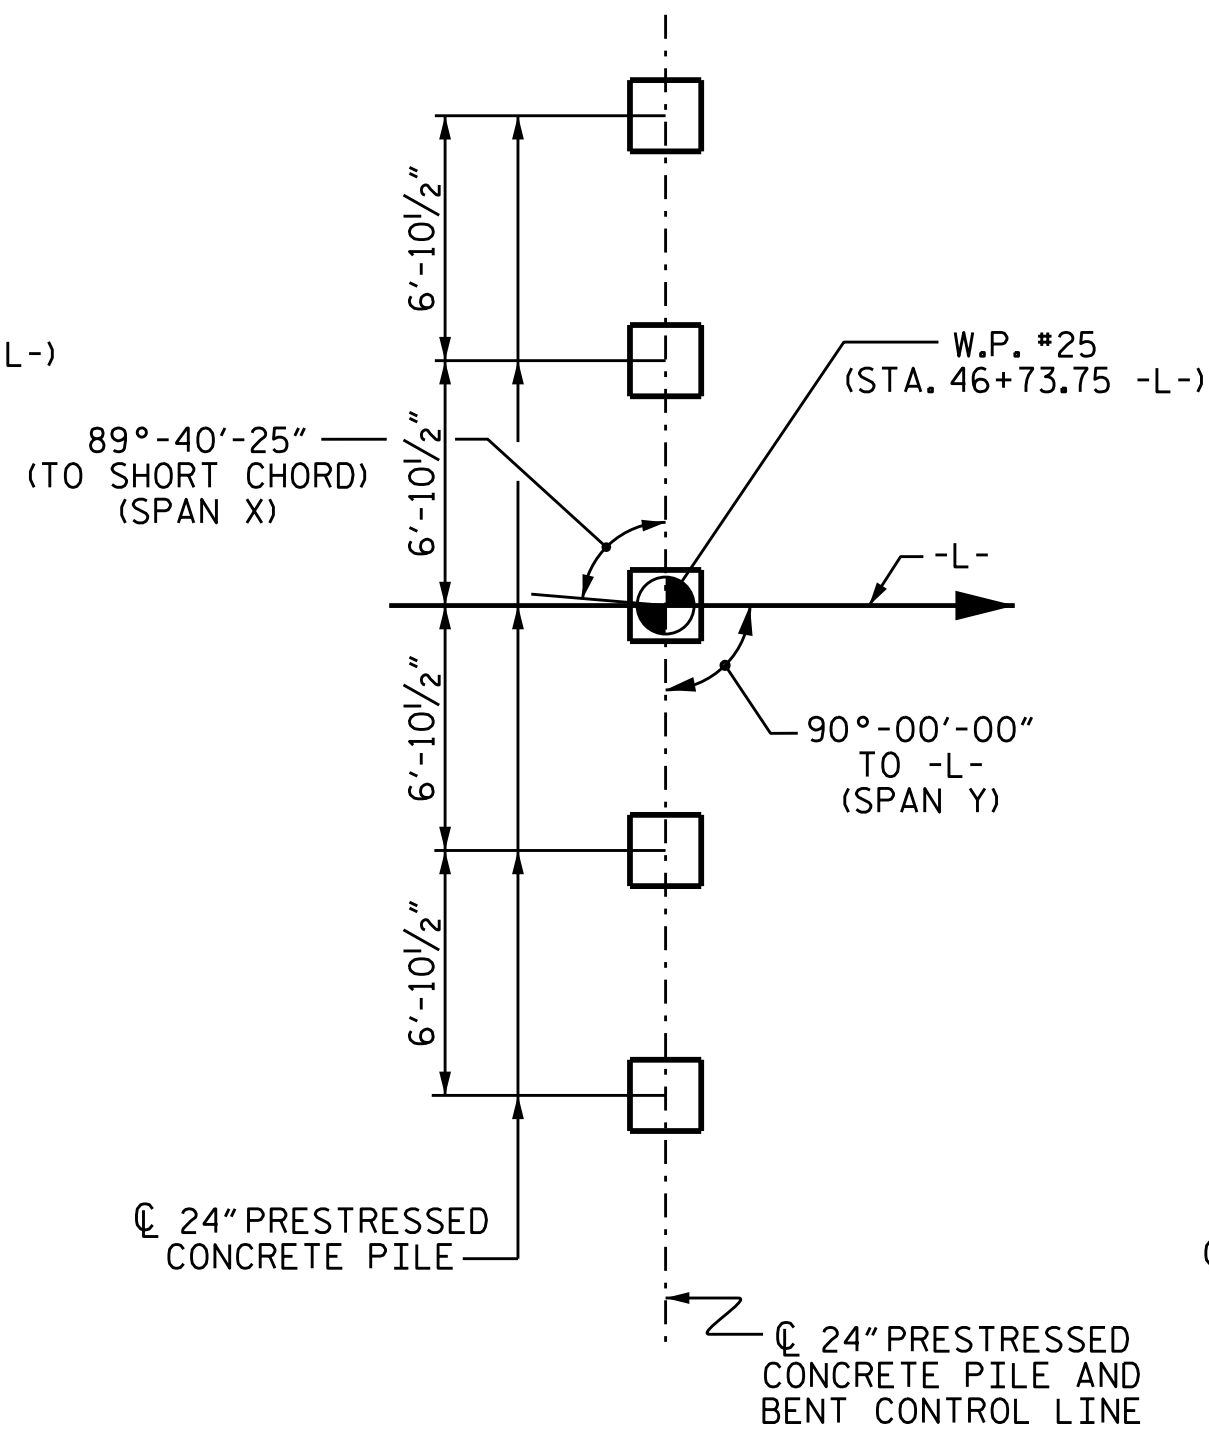 6'-10½"
W.P. #25
(STA. 46+73.75 -L-)
L-)
89°-40'-25"
(TO SHORT CHORD)
(SPAN X)
6'-10½"
-L-
90°-00'-00"
TO -L-
(SPAN Y)
6'-10½"
6'-10½"
℄ 24" PRESTRESSED
CONCRETE PILE
℄ 24" PRESTRESSED
CONCRETE PILE AND
BENT CONTROL LINE